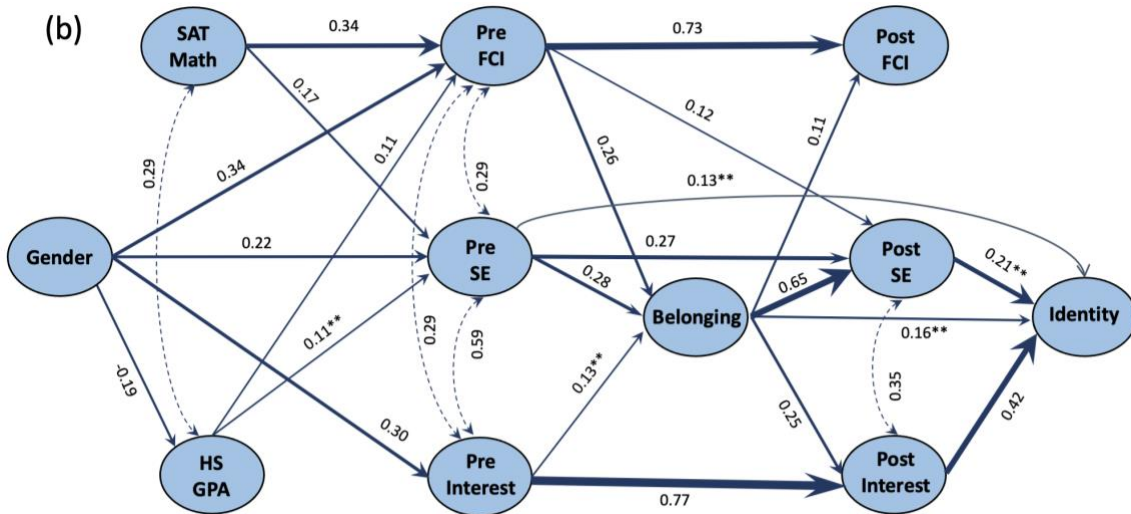 (b)
SAT
Math
0.34
Pre
FCI
0.73
Post
FCI
0.17
0.12
0.29
0.34
0.11
0.26
0.11
0.29
0.13**
Gender
0.22
Pre
SE
0.27
Post
SE
0.21**
0.28
0.65
Belonging
Identity
0.16**
0.11**
0.29
0.59
0.13**
-0.19
0.35
0.30
0.25
0.42
HS
GPA
Pre
Interest
0.77
Post
Interest